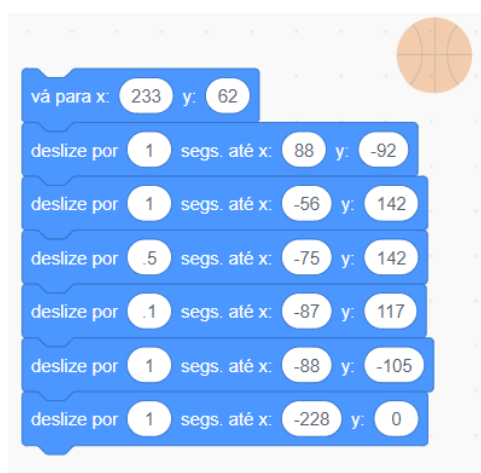 vá para x: 233 y: 62
deslize por 1 segs. até x: 88 y: -92
deslize por 1 segs. até x: -56 y: 142
deslize por .5 segs. até x: -75 y: 142
deslize por .1 segs. até x: -87 y: 117
deslize por 1 segs. até x: -88 y: -105
deslize por 1 segs. até x: -228 y: 0